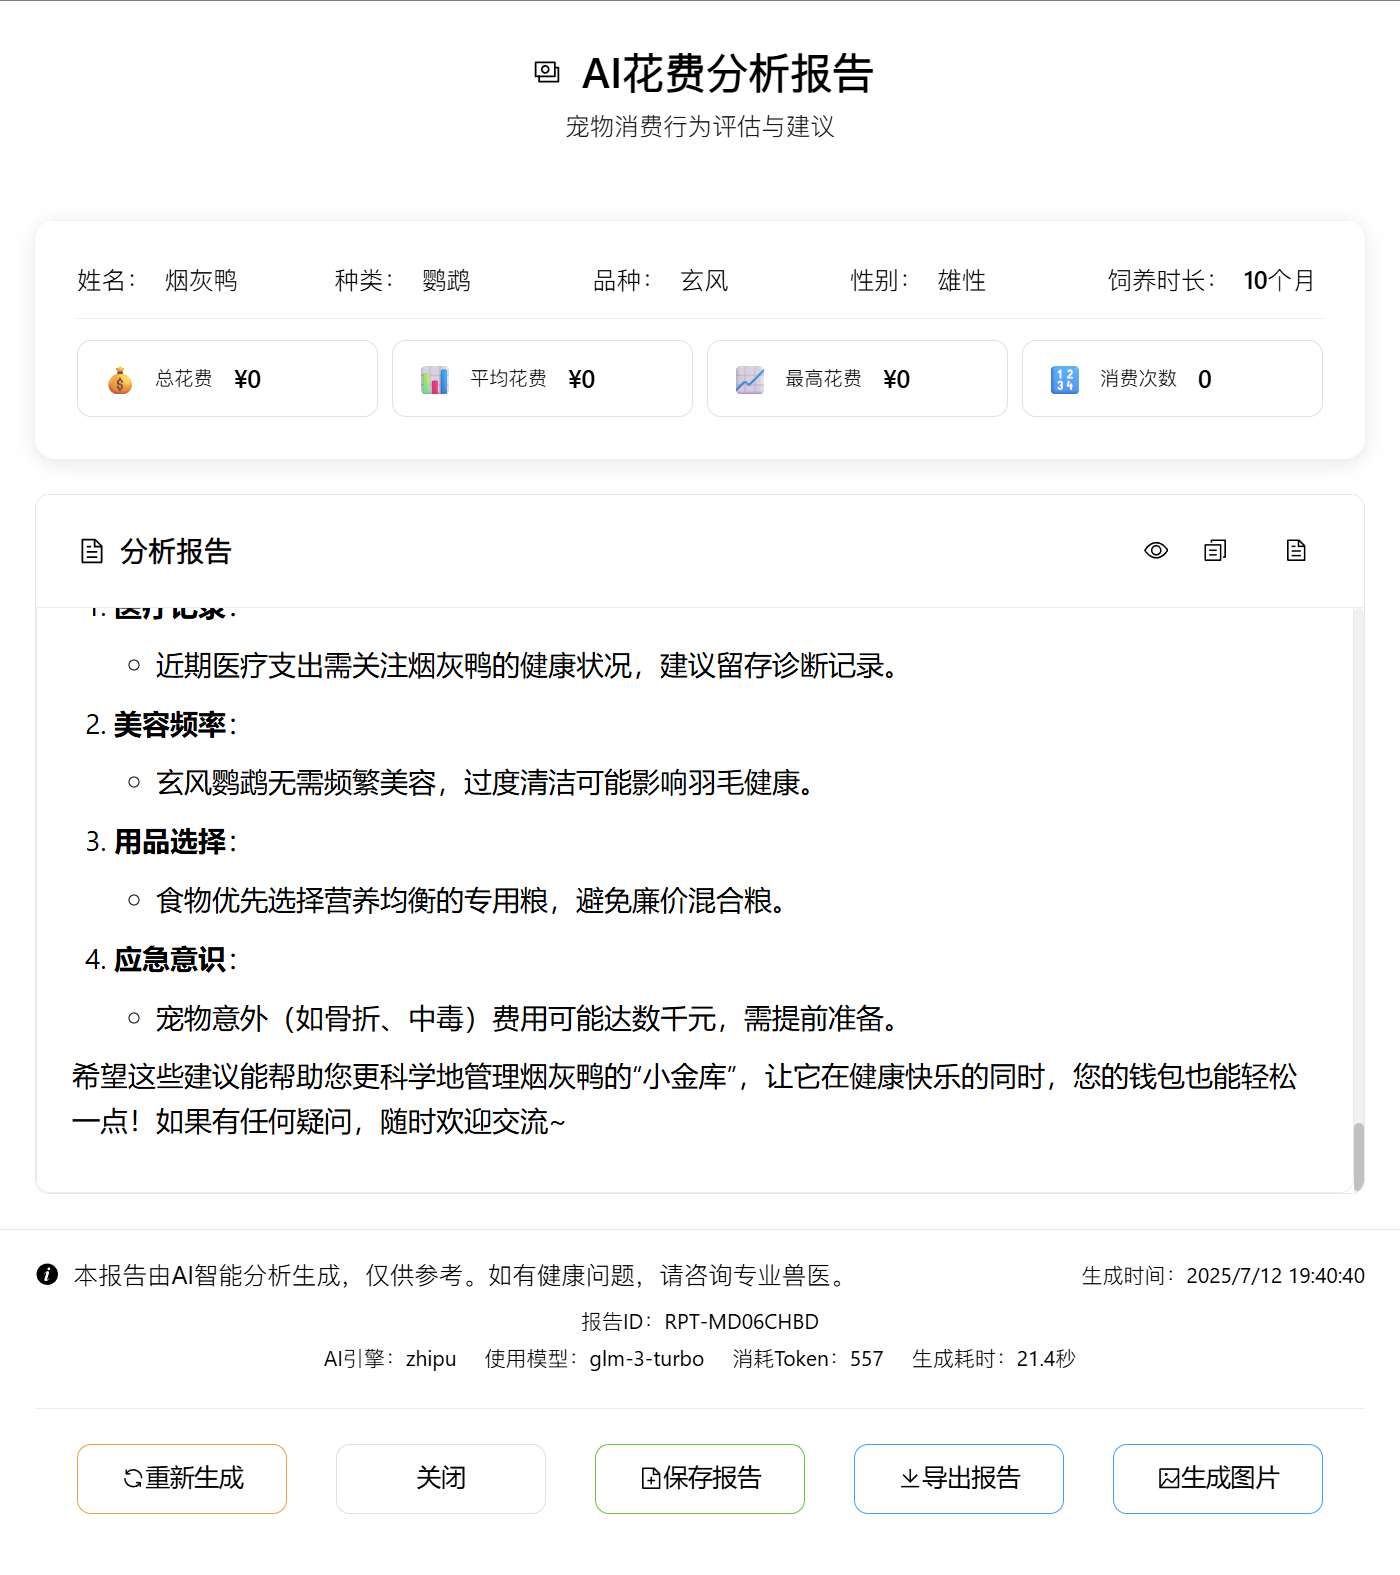 AI花费分析报告
宠物消费行为评估与建议
姓名： 烟灰鸭 种类： 鹦鹉 品种： 玄风 性别： 雄性 饲养时长： 10个月
总花费 ¥0 平均花费 ¥0 最高花费 ¥0 消费次数 0
分析报告
1. 医疗记录：
近期医疗支出需关注烟灰鸭的健康状况，建议留存诊断记录。
2. 美容频率：
玄风鹦鹉无需频繁美容，过度清洁可能影响羽毛健康。
3. 用品选择：
食物优先选择营养均衡的专用粮，避免廉价混合粮。
4. 应急意识：
宠物意外（如骨折、中毒）费用可能达数千元，需提前准备。
希望这些建议能帮助您更科学地管理烟灰鸭的“小金库”，让它在健康快乐的同时，您的钱包也能轻松
一点！如果有任何疑问，随时欢迎交流~
本报告由AI智能分析生成，仅供参考。如有健康问题，请咨询专业兽医。 生成时间：2025/7/12 19:40:40
报告ID：RPT-MD06CHBD
AI引擎：zhipu 使用模型：glm-3-turbo 消耗Token：557 生成耗时：21.4秒
重新生成 关闭 保存报告 导出报告 生成图片